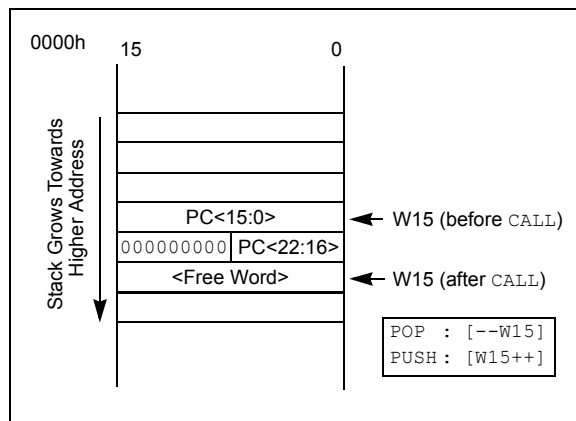 0000h
15 0
Stack Grows Towards
Higher Address
PC<15:0>
W15 (before CALL)
000000000 PC<22:16>
<Free Word>
W15 (after CALL)
POP : [--W15]
PUSH : [W15++]